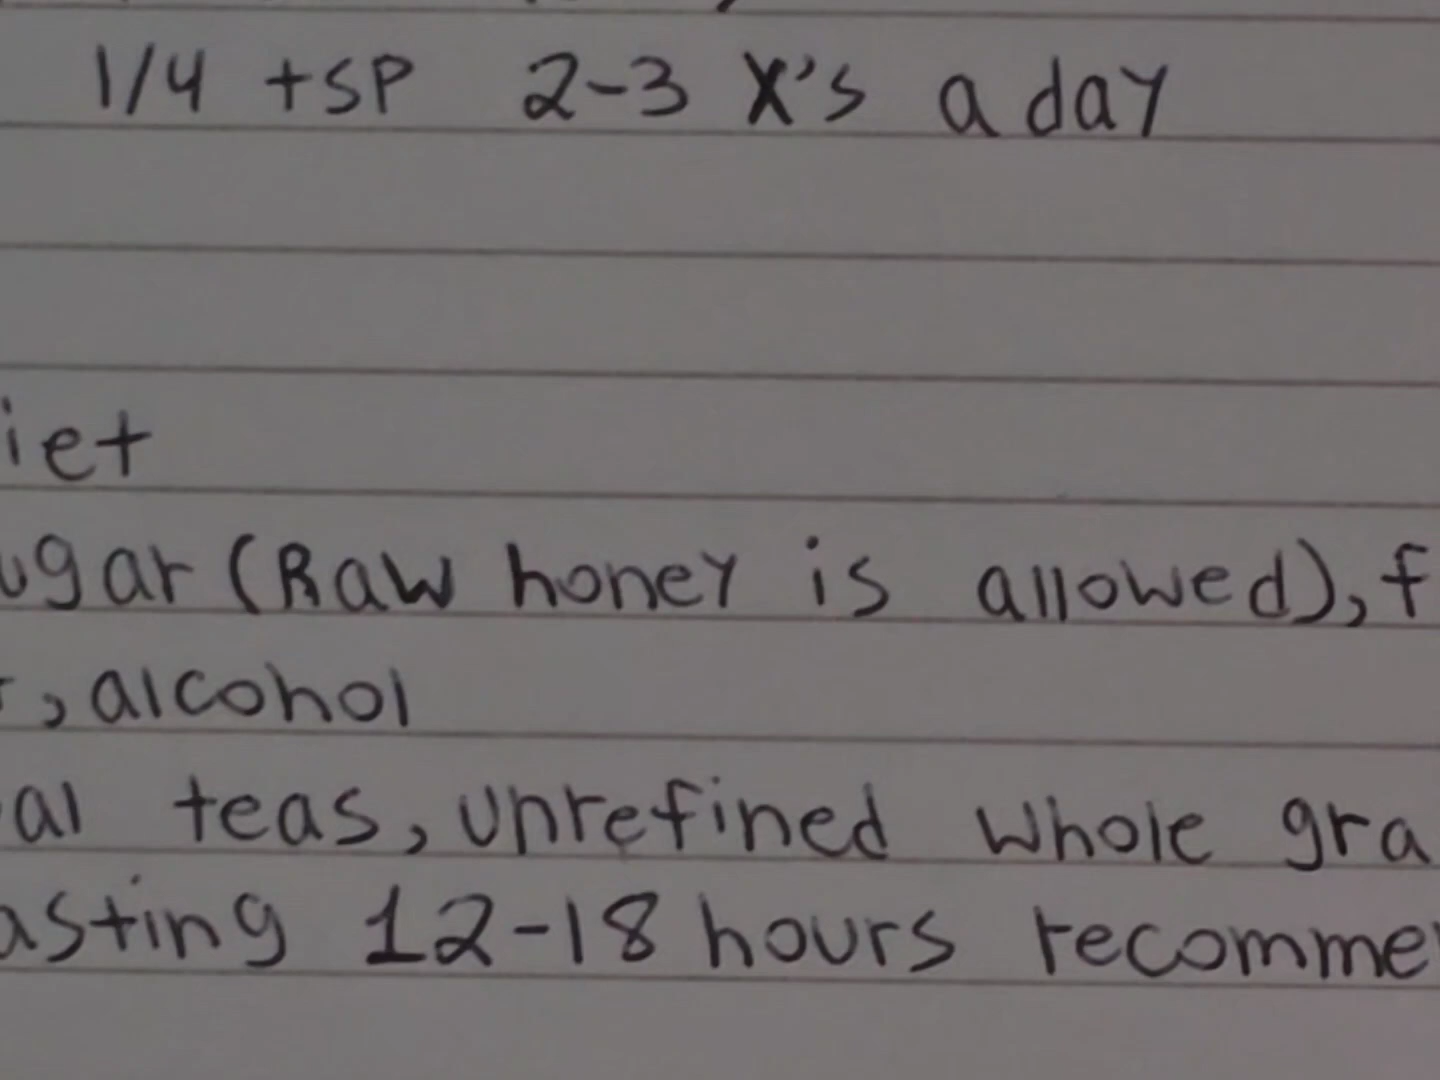 1/4 tsp 2-3 X's a day
iet
ugar (Raw honey is allowed), f
, alcohol
al teas, unrefined whole gra
asting 12-18 hours recomme